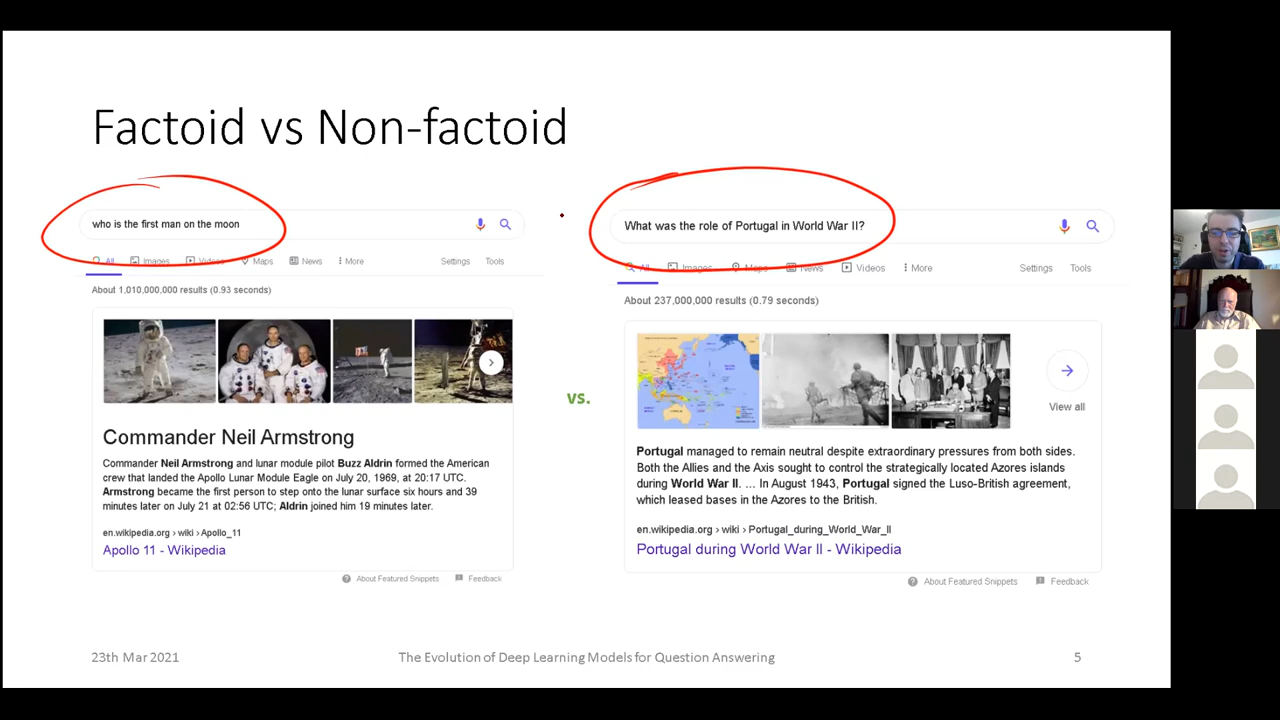 Factoid vs Non-factoid
who is the first man on the moon
All Images Videos Maps News More Settings Tools
About 1,010,000,000 results (0.93 seconds)
Commander Neil Armstrong
Commander Neil Armstrong and lunar module pilot Buzz Aldrin formed the American
crew that landed the Apollo Lunar Module Eagle on July 20, 1969, at 20:17 UTC.
Armstrong became the first person to step onto the lunar surface six hours and 39
minutes later on July 21 at 02:56 UTC; Aldrin joined him 19 minutes later.
en.wikipedia.org › wiki › Apollo_11
Apollo 11 - Wikipedia
About Featured Snippets Feedback
vs.
What was the role of Portugal in World War II?
All Images Maps News Videos More Settings Tools
About 237,000,000 results (0.79 seconds)
View all
Portugal managed to remain neutral despite extraordinary pressures from both sides.
Both the Allies and the Axis sought to control the strategically located Azores islands
during World War II. ... In August 1943, Portugal signed the Luso-British agreement,
which leased bases in the Azores to the British.
en.wikipedia.org › wiki › Portugal_during_World_War_II
Portugal during World War II - Wikipedia
About Featured Snippets Feedback
23th Mar 2021
The Evolution of Deep Learning Models for Question Answering
5